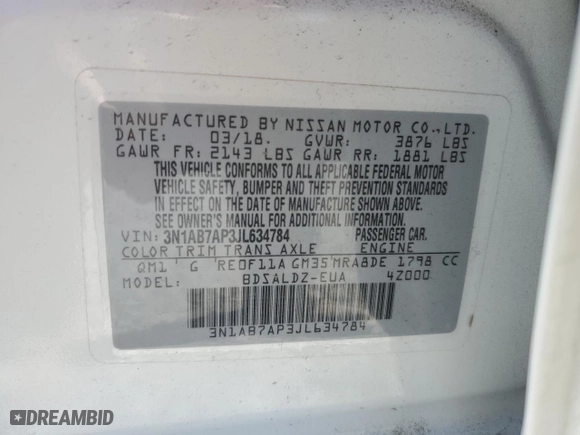 MANUFACTURED BY NISSAN MOTOR CO.,LTD.
DATE: 03/18. GVWR: 3876 LBS
GAWR FR: 2143 LBS GAWR RR: 1881 LBS
THIS VEHICLE CONFORMS TO ALL APPLICABLE FEDERAL MOTOR
VEHICLE SAFETY, BUMPER AND THEFT PREVENTION STANDARDS
IN EFFECT ON THE DATE OF MANUFACTURE SHOWN ABOVE.
SEE OWNER'S MANUAL FOR ADDITIONAL INFORMATION.
VIN: 3N1AB7AP3JL634784 PASSENGER CAR.
COLOR TRIM TRANS AXLE ENGINE
QM1 G RE0F11A GM35 MRA8DE 1798 CC
MODEL: BDSALDZ-EUA 4Z000
3N1AB7AP3JL634784
DREAMBID